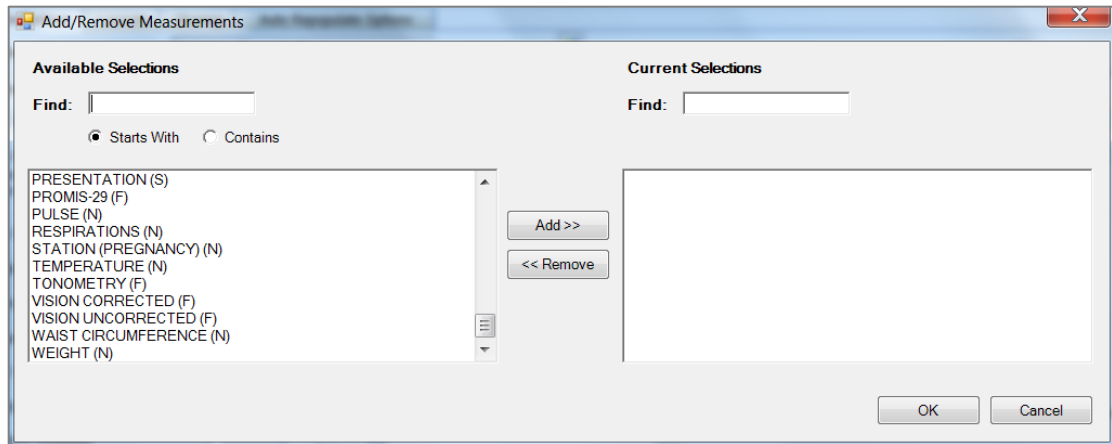 Add/Remove Measurements
Available Selections
Find:
Starts With
Contains
PRESENTATION (S)
PROMIS-29 (F)
PULSE (N)
RESPIRATIONS (N)
STATION (PREGNANCY) (N)
TEMPERATURE (N)
TONOMETRY (F)
VISION CORRECTED (F)
VISION UNCORRECTED (F)
WAIST CIRCUMFERENCE (N)
WEIGHT (N)
Add >>
<< Remove
Current Selections
Find:
OK
Cancel